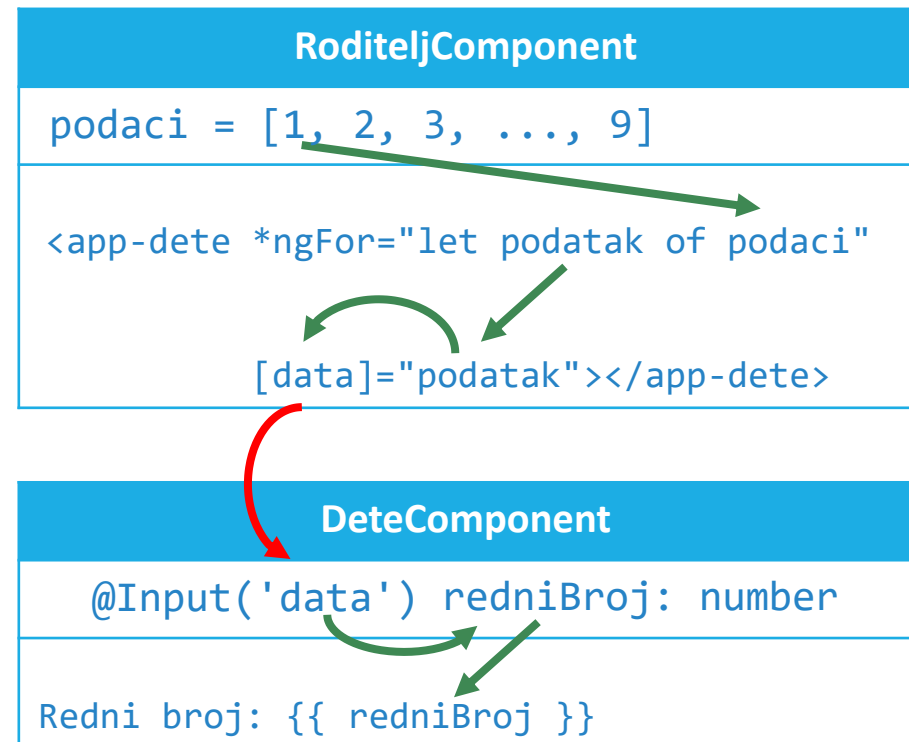 RoditeljComponent
podaci = [1, 2, 3, ..., 9]
<app-dete *ngFor="let podatak of podaci"
[data]="podatak"></app-dete>
DeteComponent
@Input('data') redniBroj: number
Redni broj: {{ redniBroj }}